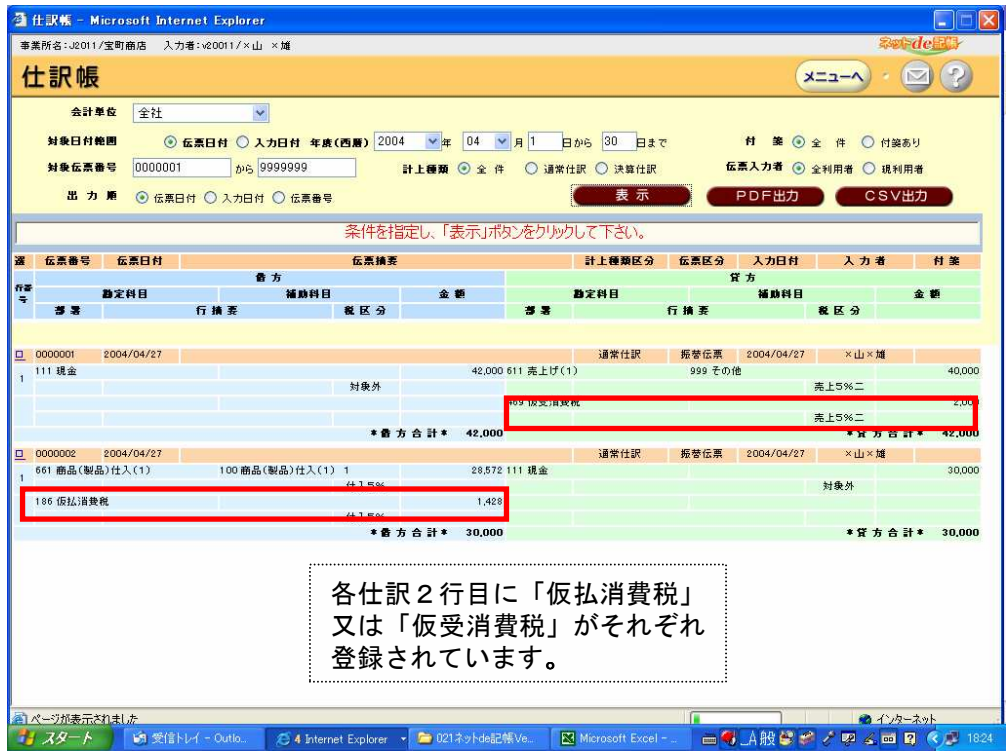 仕訳帳 - Microsoft Internet Explorer
事業所名:J2011/宝町商店 入力者:v20011/×山 ×雄
ネットde記帳
仕訳帳
メニューへ
会計単位 全社
対象日付範囲 伝票日付 入力日付 年度(西暦) 2004 年 04 月 1 日から 30 日まで 付箋 全件 付箋あり
対象伝票番号 0000001 から 9999999 計上種類 全件 通常仕訳 決算仕訳 伝票入力者 全利用者 現利用者
出力順 伝票日付 入力日付 伝票番号 表示 PDF出力 CSV出力
条件を指定し、「表示」ボタンをクリックして下さい。
選 伝票番号 伝票日付 伝票摘要 計上種類区分 伝票区分 入力日付 入力者 付箋
行番号 借方 貸方
勘定科目 補助科目 金額 勘定科目 補助科目 金額
部署 行摘要 税区分 部署 行摘要 税区分
0000001 2004/04/27 通常仕訳 振替伝票 2004/04/27 ×山×雄
1 111 現金 42,000 611 売上げ(1) 999 その他 40,000
対象外 売上5%二
469 仮受消費税 2,000
売上5%二
*借方合計* 42,000 *貸方合計* 42,000
0000002 2004/04/27 通常仕訳 振替伝票 2004/04/27 ×山×雄
1 661 商品(製品)仕入(1) 100 商品(製品)仕入(1) 1 28,572 111 現金 30,000
仕入5% 対象外
186 仮払消費税 1,428
仕入5%
*借方合計* 30,000 *貸方合計* 30,000
各仕訳2行目に「仮払消費税」
又は「仮受消費税」がそれぞれ
登録されています。
ページが表示されました インターネット
スタート 受信トレイ - Outlo... 4 Internet Explorer 021ネットde記帳Ve... Microsoft Excel - ... A般 18:24